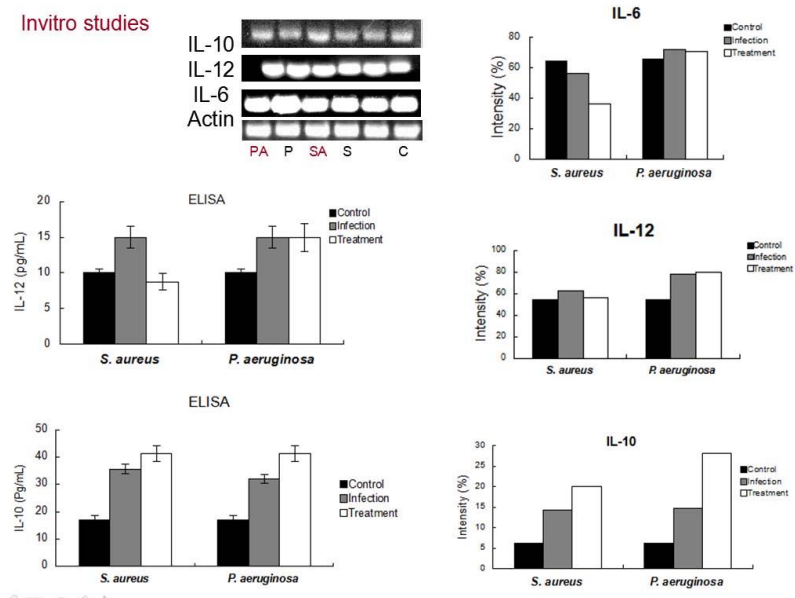 Invitro studies
IL-10
IL-12
IL-6
Actin
PA P SA S C
IL-6
Intensity (%)
80
60
40
20
0
Control
Infection
Treatment
S. aureus P. aeruginosa
ELISA
IL-12 (pg/mL)
20
15
10
5
0
Control
Infection
Treatment
S. aureus P. aeruginosa
IL-12
Intensity (%)
100
80
60
40
20
0
Control
Infection
Treatment
S. aureus P. aeruginosa
ELISA
IL-10 (Pg/mL)
50
40
30
20
10
0
Control
Infection
Treatment
S. aureus P. aeruginosa
IL-10
Intensity (%)
30
25
20
15
10
5
0
Control
Infection
Treatment
S. aureus P. aeruginosa